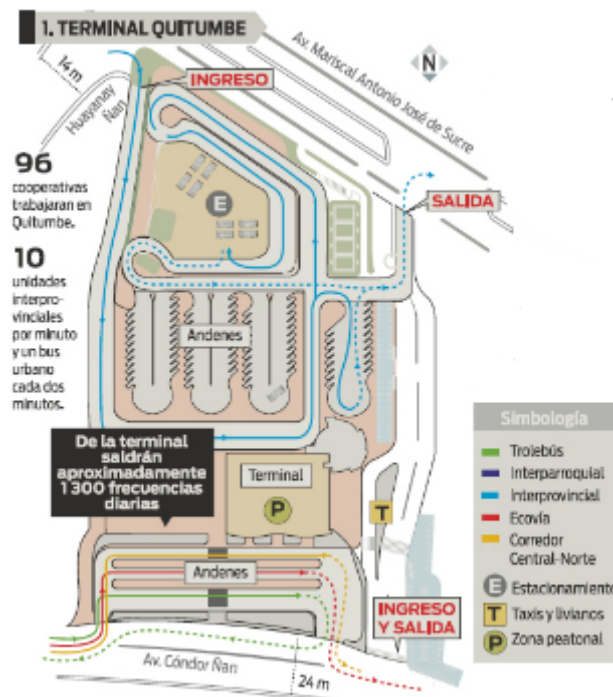 1. TERMINAL QUITUMBE
Av. Mariscal Antonio José de Sucre
N
14 m
Huayanay
Ñan
INGRESO
96
cooperativas
trabajaran en
Quitumbe.
E
SALIDA
10
unidades
interpro-
vinciales
por minuto
y un bus
urbano
cada dos
minutos.
Andenes
De la terminal
saldrán
aproximadamente
1 300 frecuencias
diarias
Terminal
P
T
Andenes
INGRESO
Y SALIDA
Av. Cóndor Ñan
24 m
Simbología
Trolebús
Interparroquial
Interprovincial
Ecovía
Corredor
Central-Norte
E Estacionamiento
T Taxis y livianos
P Zona peatonal